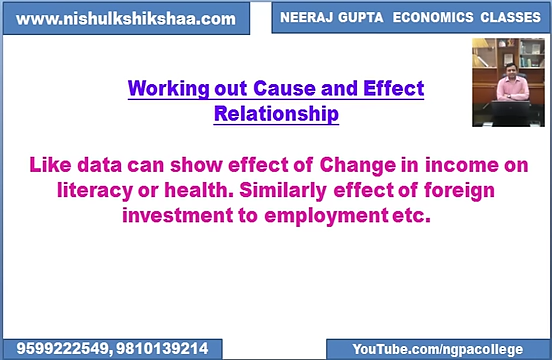 www.nishulkshikshaa.com
NEERAJ GUPTA ECONOMICS CLASSES
Working out Cause and Effect
Relationship
Like data can show effect of Change in income on
literacy or health. Similarly effect of foreign
investment to employment etc.
9599222549, 9810139214
YouTube.com/ngpacollege